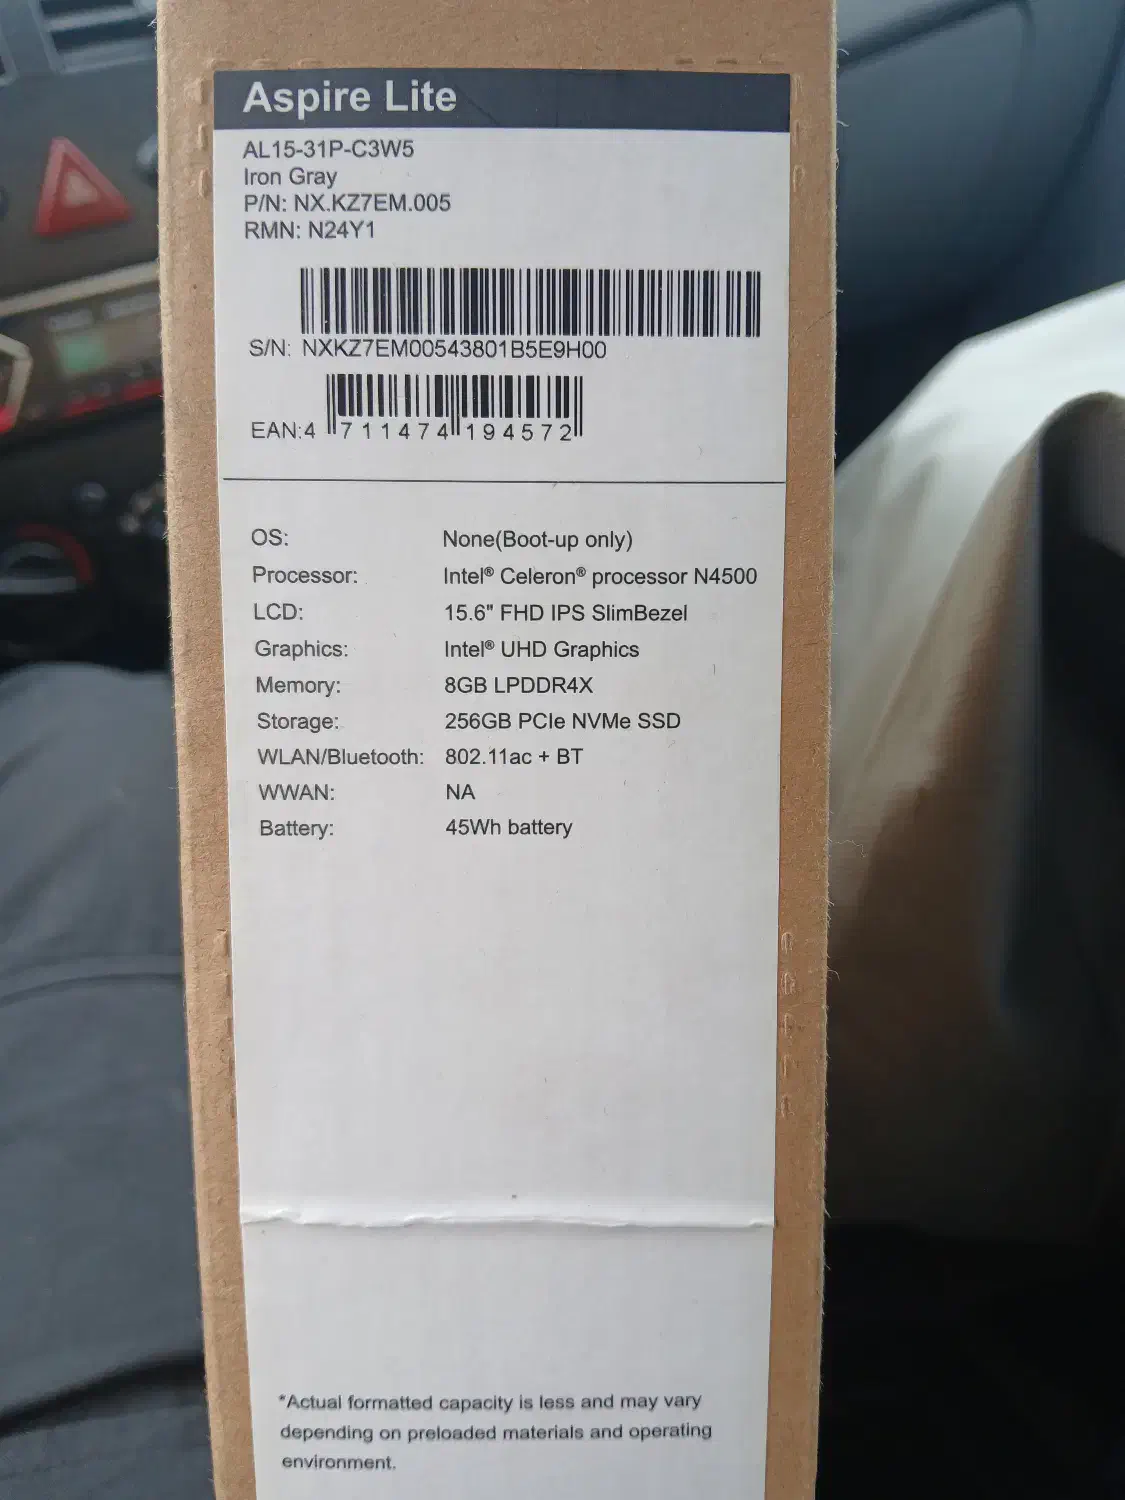 Aspire Lite
AL15-31P-C3W5
Iron Gray
P/N: NX.KZ7EM.005
RMN: N24Y1
S/N: NXKZ7EM00543801B5E9H00
EAN:4 711474 194572
OS: None(Boot-up only)
Processor: Intel® Celeron® processor N4500
LCD: 15.6" FHD IPS SlimBezel
Graphics: Intel® UHD Graphics
Memory: 8GB LPDDR4X
Storage: 256GB PCIe NVMe SSD
WLAN/Bluetooth: 802.11ac + BT
WWAN: NA
Battery: 45Wh battery
*Actual formatted capacity is less and may vary
depending on preloaded materials and operating
environment.